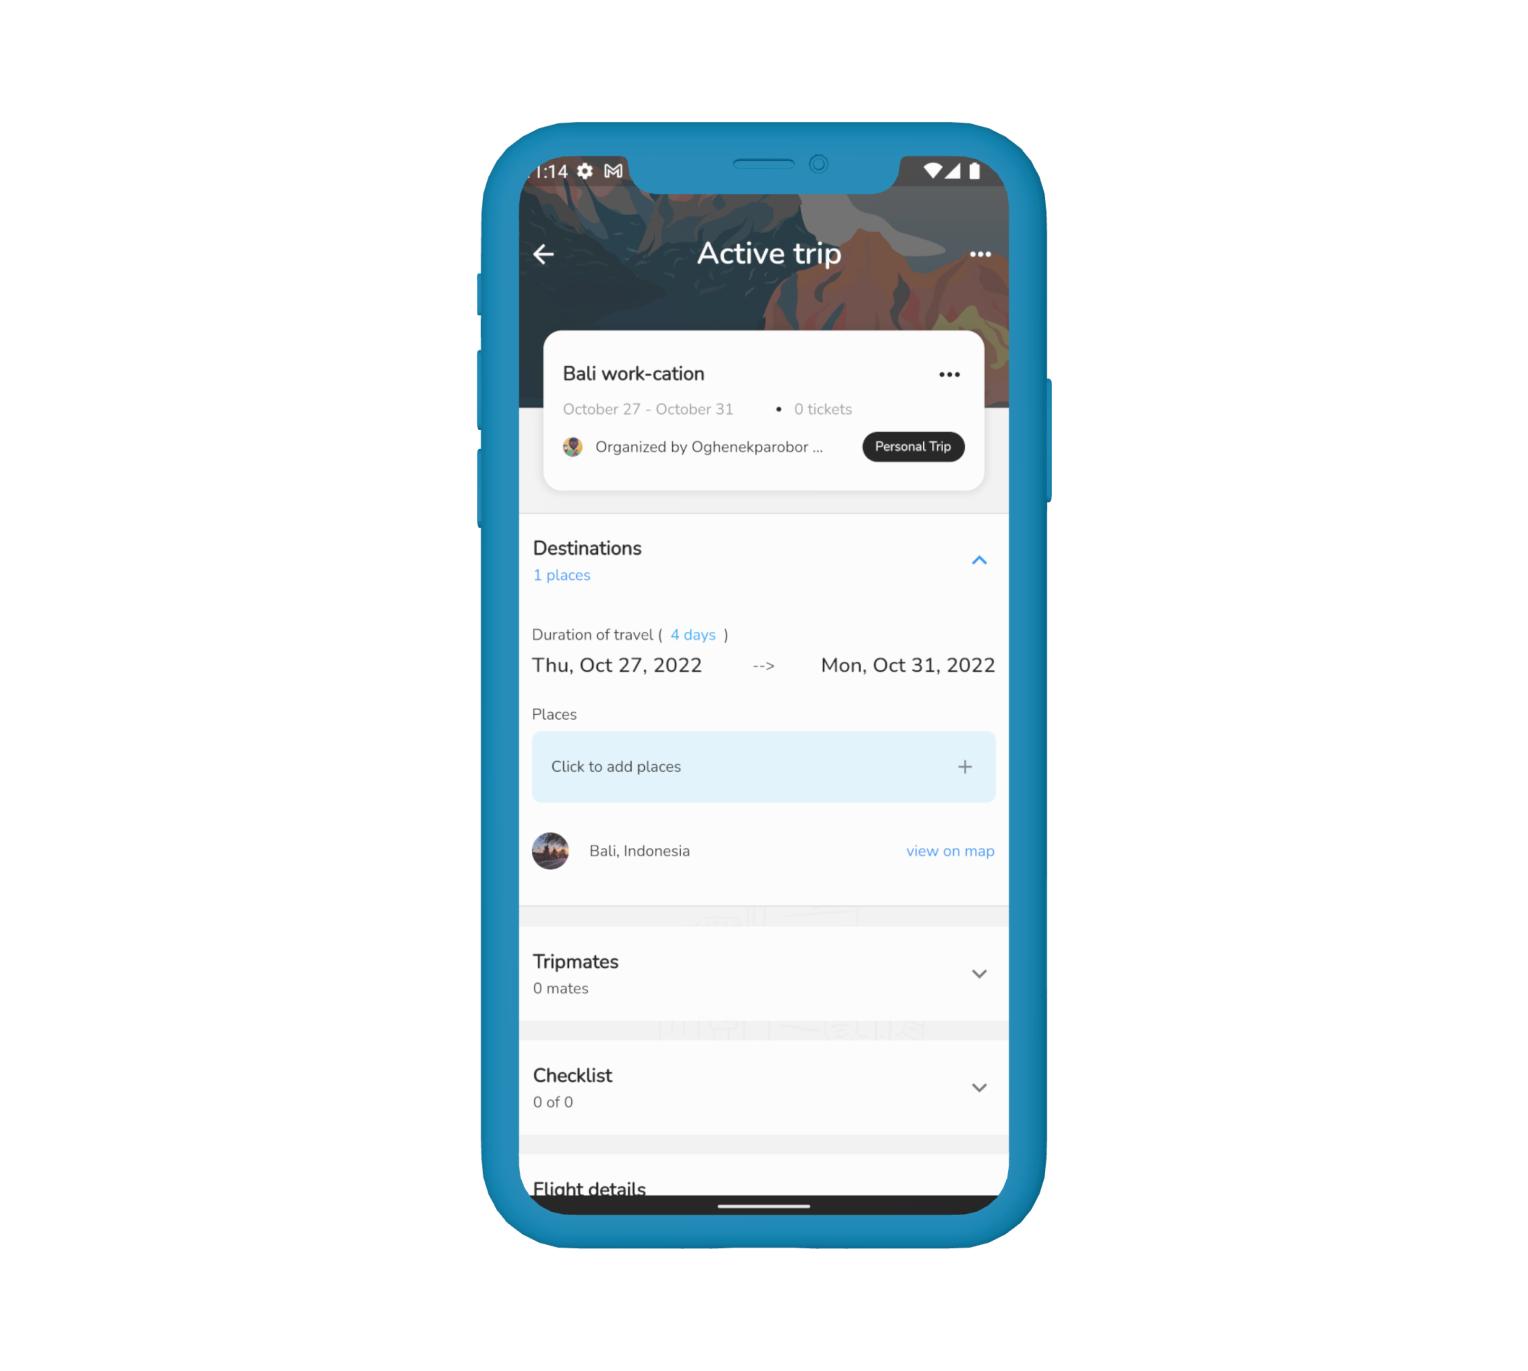 1:14
Active trip
Bali work-cation
October 27 - October 31 • 0 tickets
Organized by Oghenekparobor ...
Personal Trip
Destinations
1 places
Duration of travel ( 4 days )
Thu, Oct 27, 2022 --> Mon, Oct 31, 2022
Places
Click to add places +
Bali, Indonesia view on map
Tripmates
0 mates
Checklist
0 of 0
Flight details